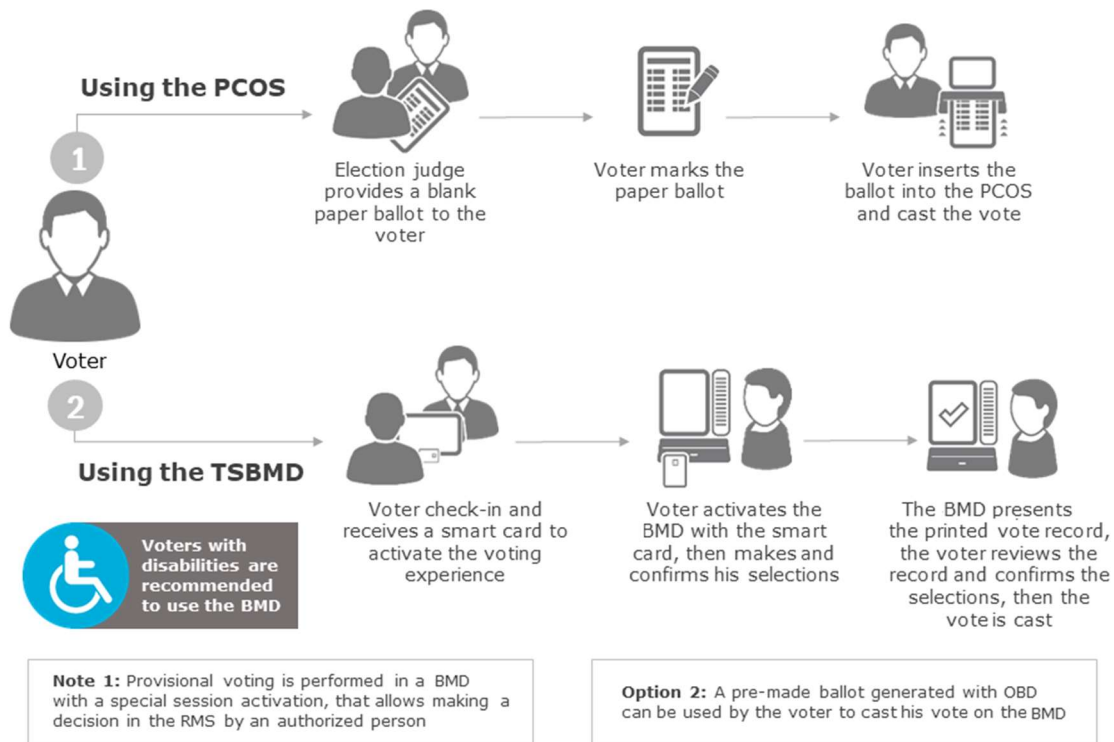 Using the PCOS
1
Election judge
provides a blank
paper ballot to the
voter
Voter marks the
paper ballot
Voter inserts the
ballot into the PCOS
and cast the vote
Voter
2
Using the TSBMD
Voter check-in and
receives a smart card to
activate the voting
experience
Voter activates the
BMD with the smart
card, then makes and
confirms his selections
The BMD presents
the printed vote record,
the voter reviews the
record and confirms the
selections, then the
vote is cast
Voters with
disabilities are
recommended
to use the BMD
Note 1: Provisional voting is performed in a BMD
with a special session activation, that allows making a
decision in the RMS by an authorized person
Option 2: A pre-made ballot generated with OBD
can be used by the voter to cast his vote on the BMD